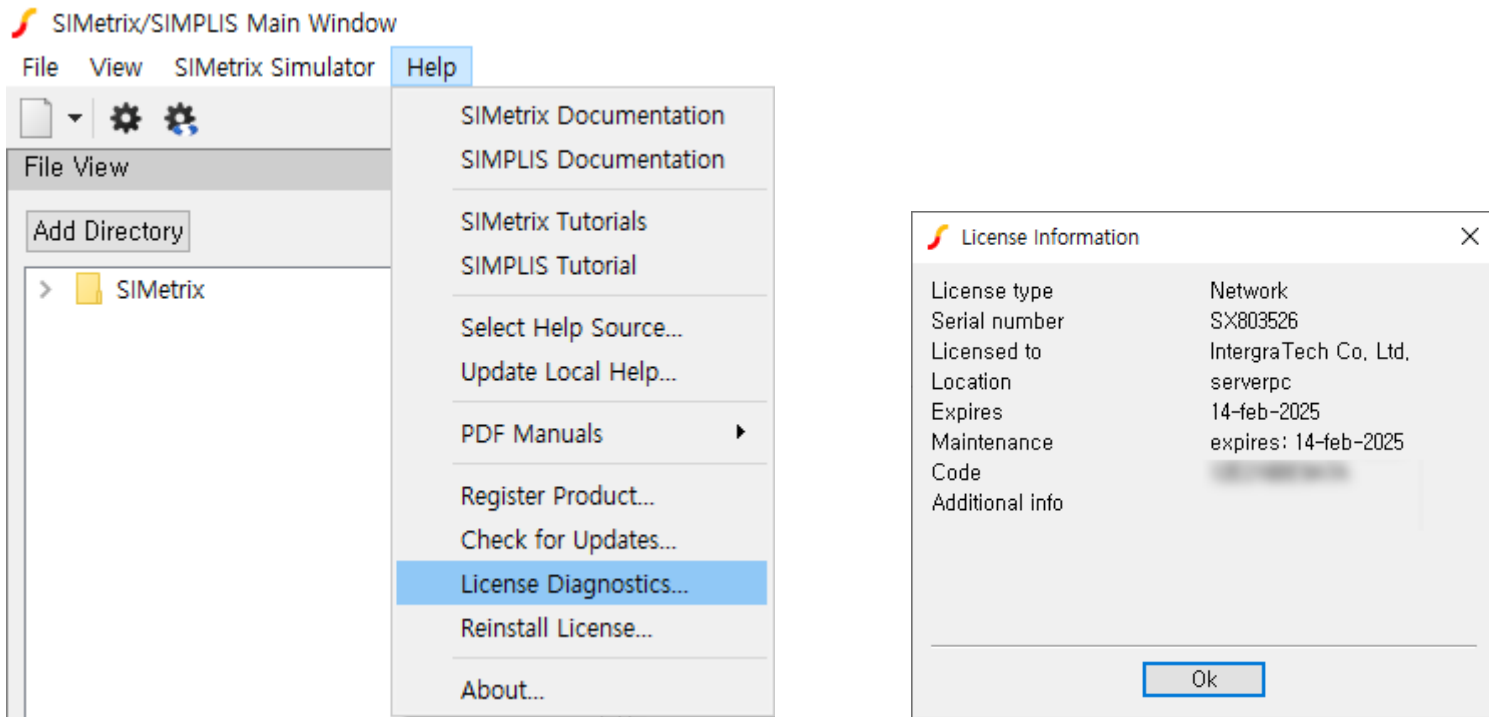 SIMetrix/SIMPLIS Main Window
File View SIMetrix Simulator Help
File View
Add Directory
SIMetrix
SIMetrix Documentation
SIMPLIS Documentation
SIMetrix Tutorials
SIMPLIS Tutorial
Select Help Source...
Update Local Help...
PDF Manuals
Register Product...
Check for Updates...
License Diagnostics...
Reinstall License...
About...
License Information
License type Network
Serial number SX803526
Licensed to IntergraTech Co, Ltd,
Location serverpc
Expires 14-feb-2025
Maintenance expires: 14-feb-2025
Code
Additional info
Ok